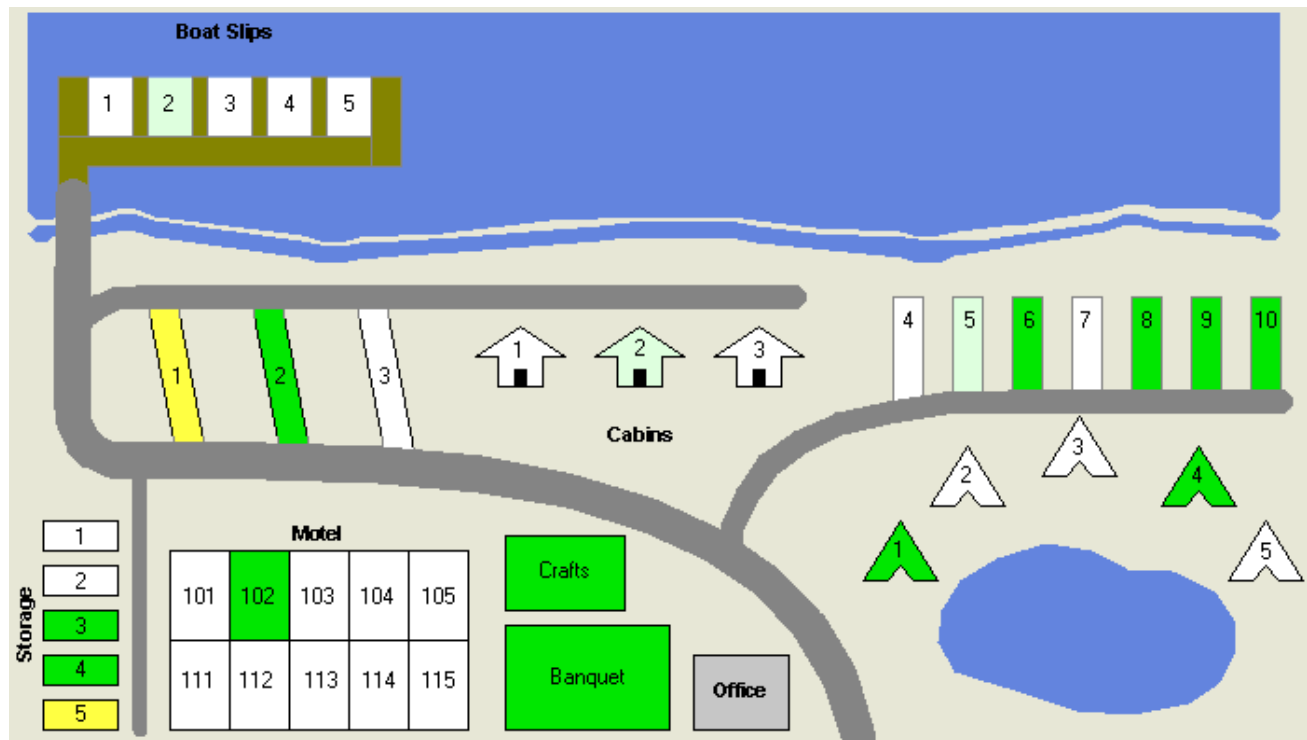 Boat Slips
1 2 3 4 5
4 5 6 7 8 9 10
1 2 3
1 2 3
Cabins
3
2 4
1 5
Motel
101 102 103 104 105
111 112 113 114 115
Storage
1
2
3
4
5
Crafts
Banquet
Office